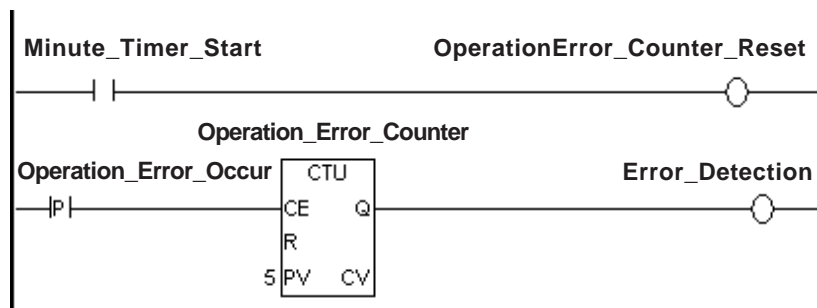 Minute_Timer_Start OperationError_Counter_Reset
Operation_Error_Counter
Operation_Error_Occur CTU Error_Detection
P CE Q
R
5 PV CV